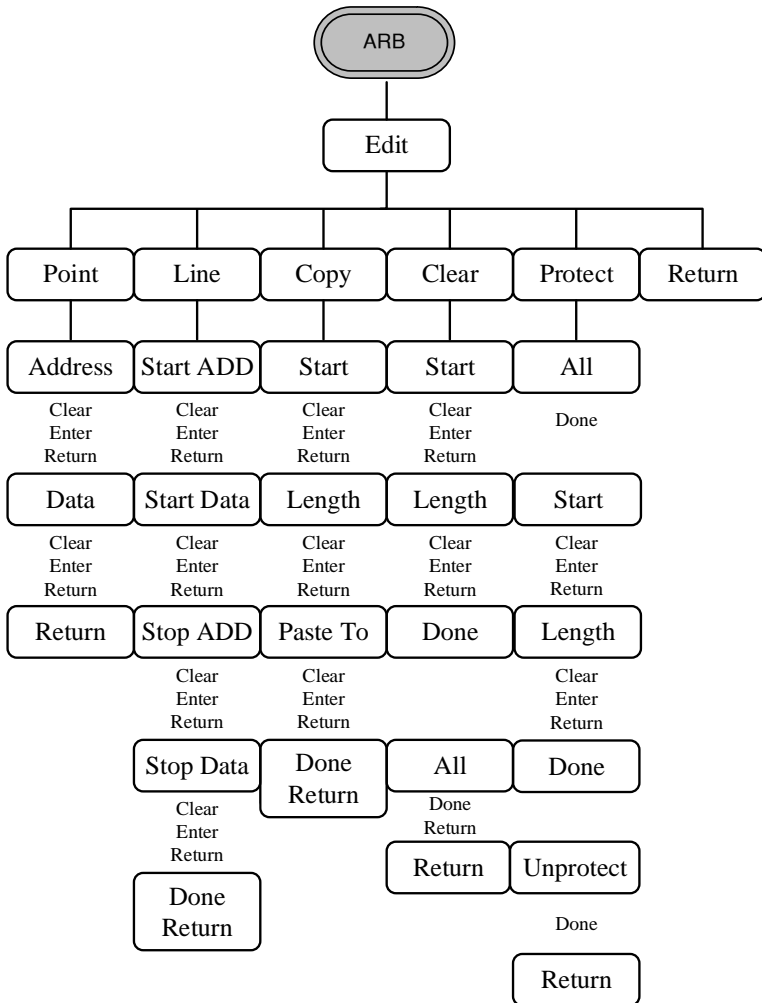 ARB
Edit
Point
Line
Copy
Clear
Protect
Return
Address
Start ADD
Start
Start
All
Clear
Enter
Return
Clear
Enter
Return
Clear
Enter
Return
Clear
Enter
Return
Done
Data
Start Data
Length
Length
Start
Clear
Enter
Return
Clear
Enter
Return
Clear
Enter
Return
Clear
Enter
Return
Clear
Enter
Return
Return
Stop ADD
Paste To
Done
Length
Clear
Enter
Return
Clear
Enter
Return
Clear
Enter
Return
Stop Data
Done
Return
All
Done
Clear
Enter
Return
Done
Return
Return
Unprotect
Done
Return
Done
Return